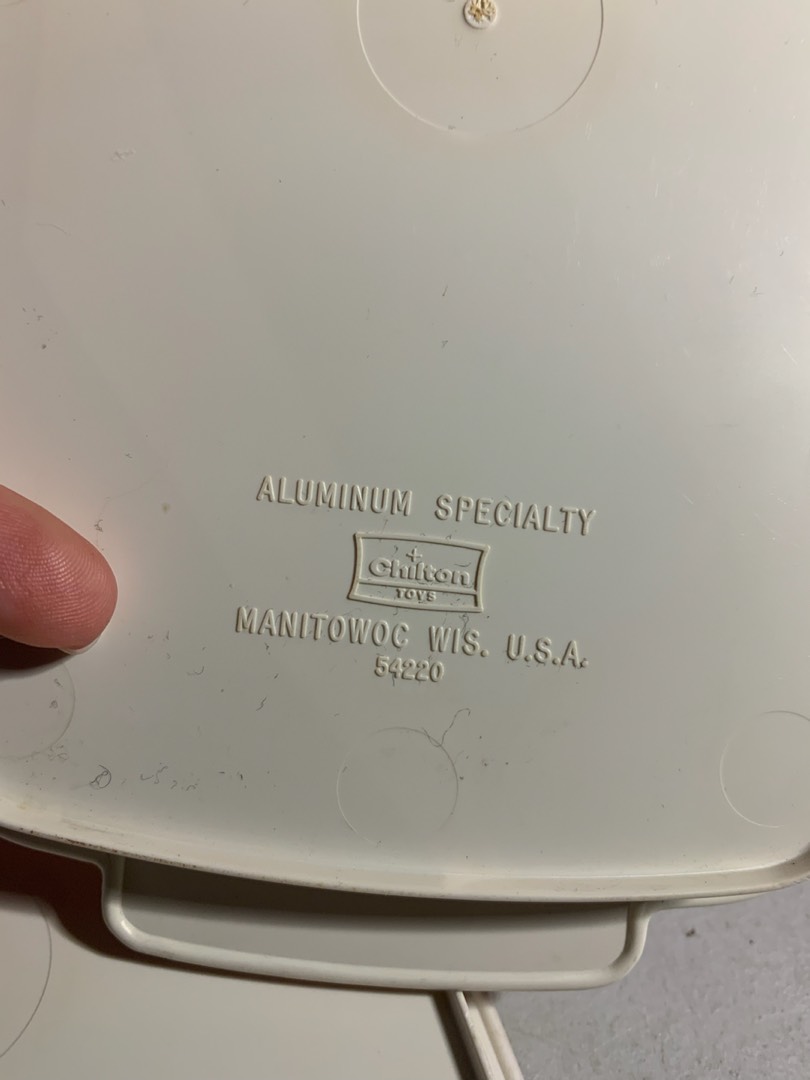 ALUMINUM SPECIALTY
Chilton
TOYS
MANITOWOC WIS. U.S.A.
54220